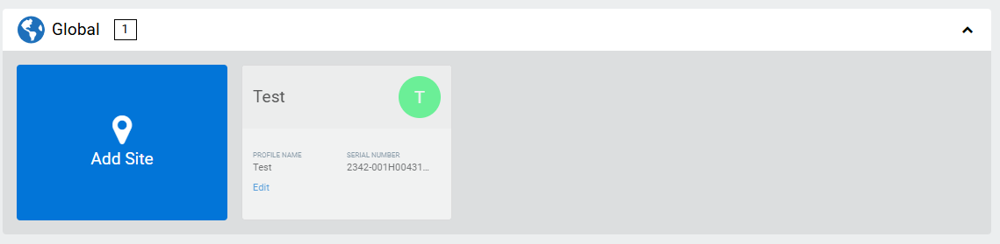 Global 1
Add Site
Test
T
PROFILE NAME
Test
SERIAL NUMBER
2342-001H00431...
Edit